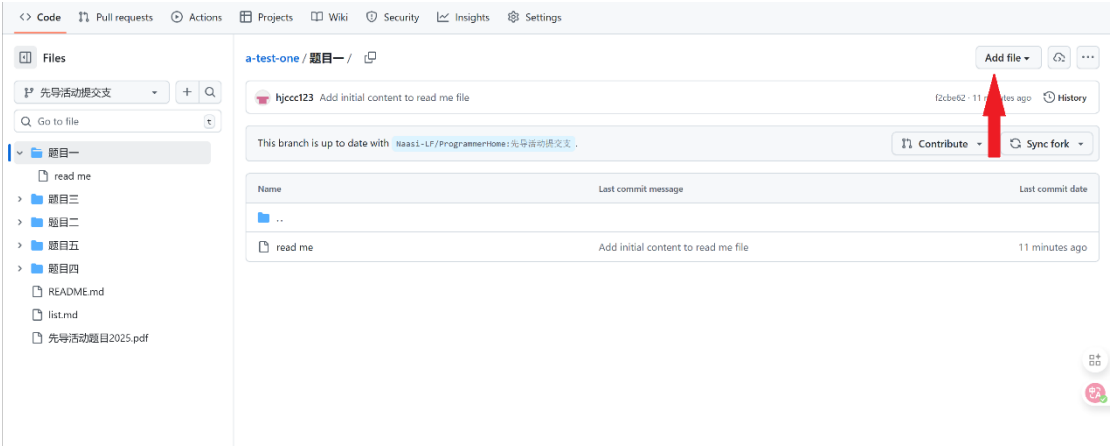 Code Pull requests Actions Projects Wiki Security Insights Settings
Files
先导活动提交支
Go to file t
题目一
read me
题目三
题目二
题目五
题目四
README.md
list.md
先导活动题目2025.pdf
a-test-one / 题目一 /
Add file
hjccc123 Add initial content to read me file
f2cbe62 · 11 ago History
This branch is up to date with Naasi-LF/ProgrammerHome:先导活动提交支 .
Contribute Sync fork
Name Last commit message Last commit date
..
read me Add initial content to read me file 11 minutes ago